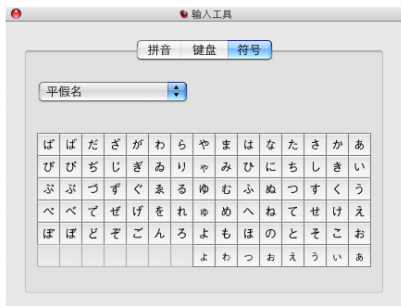 输入工具
拼音 键盘 符号
平假名
ぱ ば だ ざ が わ ら や ま は な た さ か あ
ぴ び ぢ じ ぎ ゐ り ゃ み ひ に ち し き い
ぷ ぶ づ ず ぐ ゑ る ゆ む ふ ぬ つ す く う
ぺ べ で ぜ げ を れ ゅ め へ ね て せ け え
ぽ ぼ ど ぞ ご ん ろ よ も ほ の と そ こ お
ょ ゎ っ ぉ ぇ ぅ ぃ ぁ